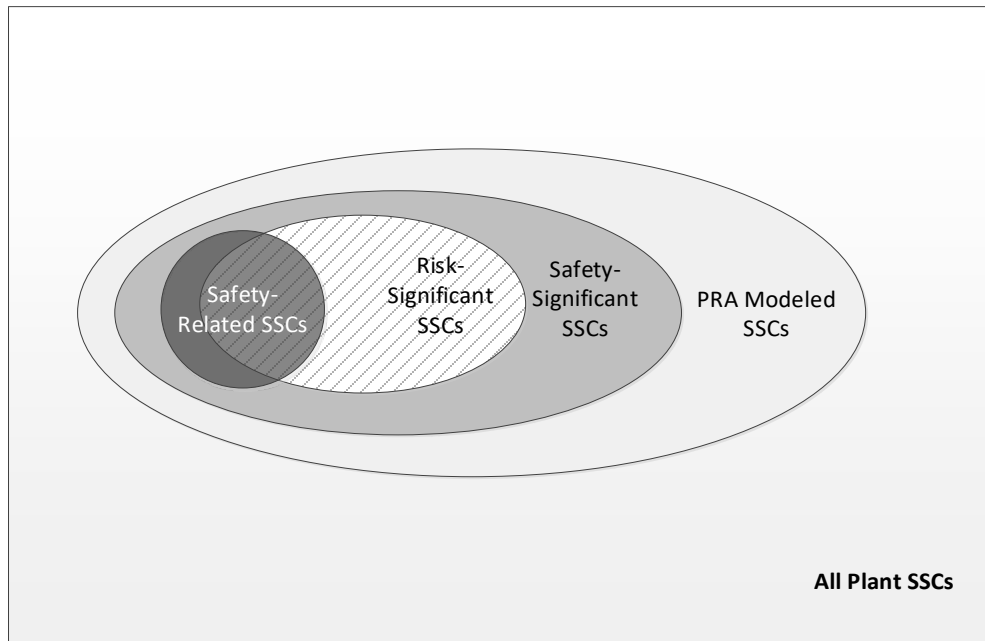 Safety-
Related SSCs
Risk-
Significant
SSCs
Safety-
Significant
SSCs
PRA Modeled
SSCs
All Plant SSCs